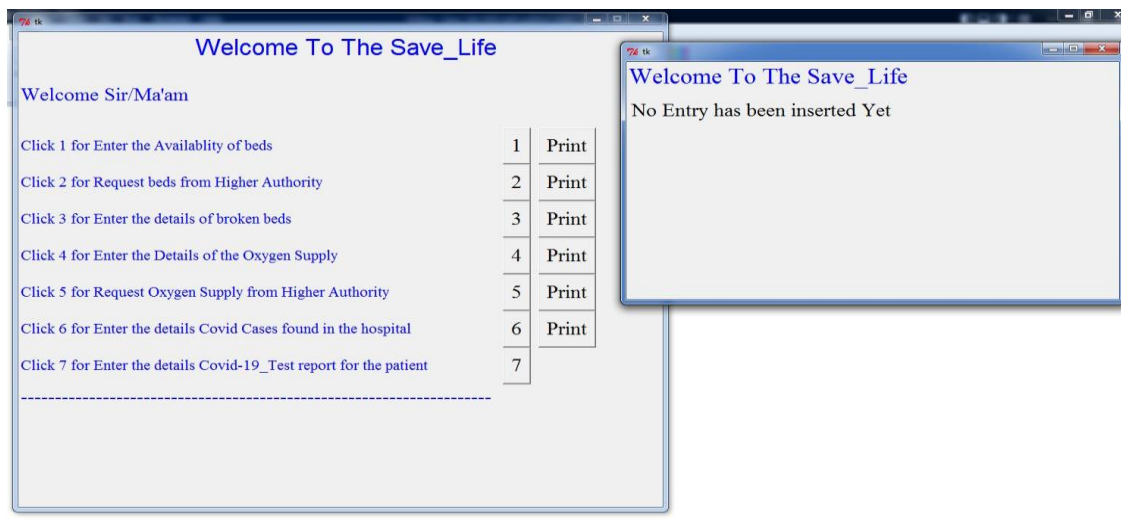 tk
Welcome To The Save_Life
Welcome Sir/Ma'am
Click 1 for Enter the Availablity of beds 1 Print
Click 2 for Request beds from Higher Authority 2 Print
Click 3 for Enter the details of broken beds 3 Print
Click 4 for Enter the Details of the Oxygen Supply 4 Print
Click 5 for Request Oxygen Supply from Higher Authority 5 Print
Click 6 for Enter the details Covid Cases found in the hospital 6 Print
Click 7 for Enter the details Covid-19_Test report for the patient 7
----------------------------------------------------------------------
tk
Welcome To The Save_Life
No Entry has been inserted Yet